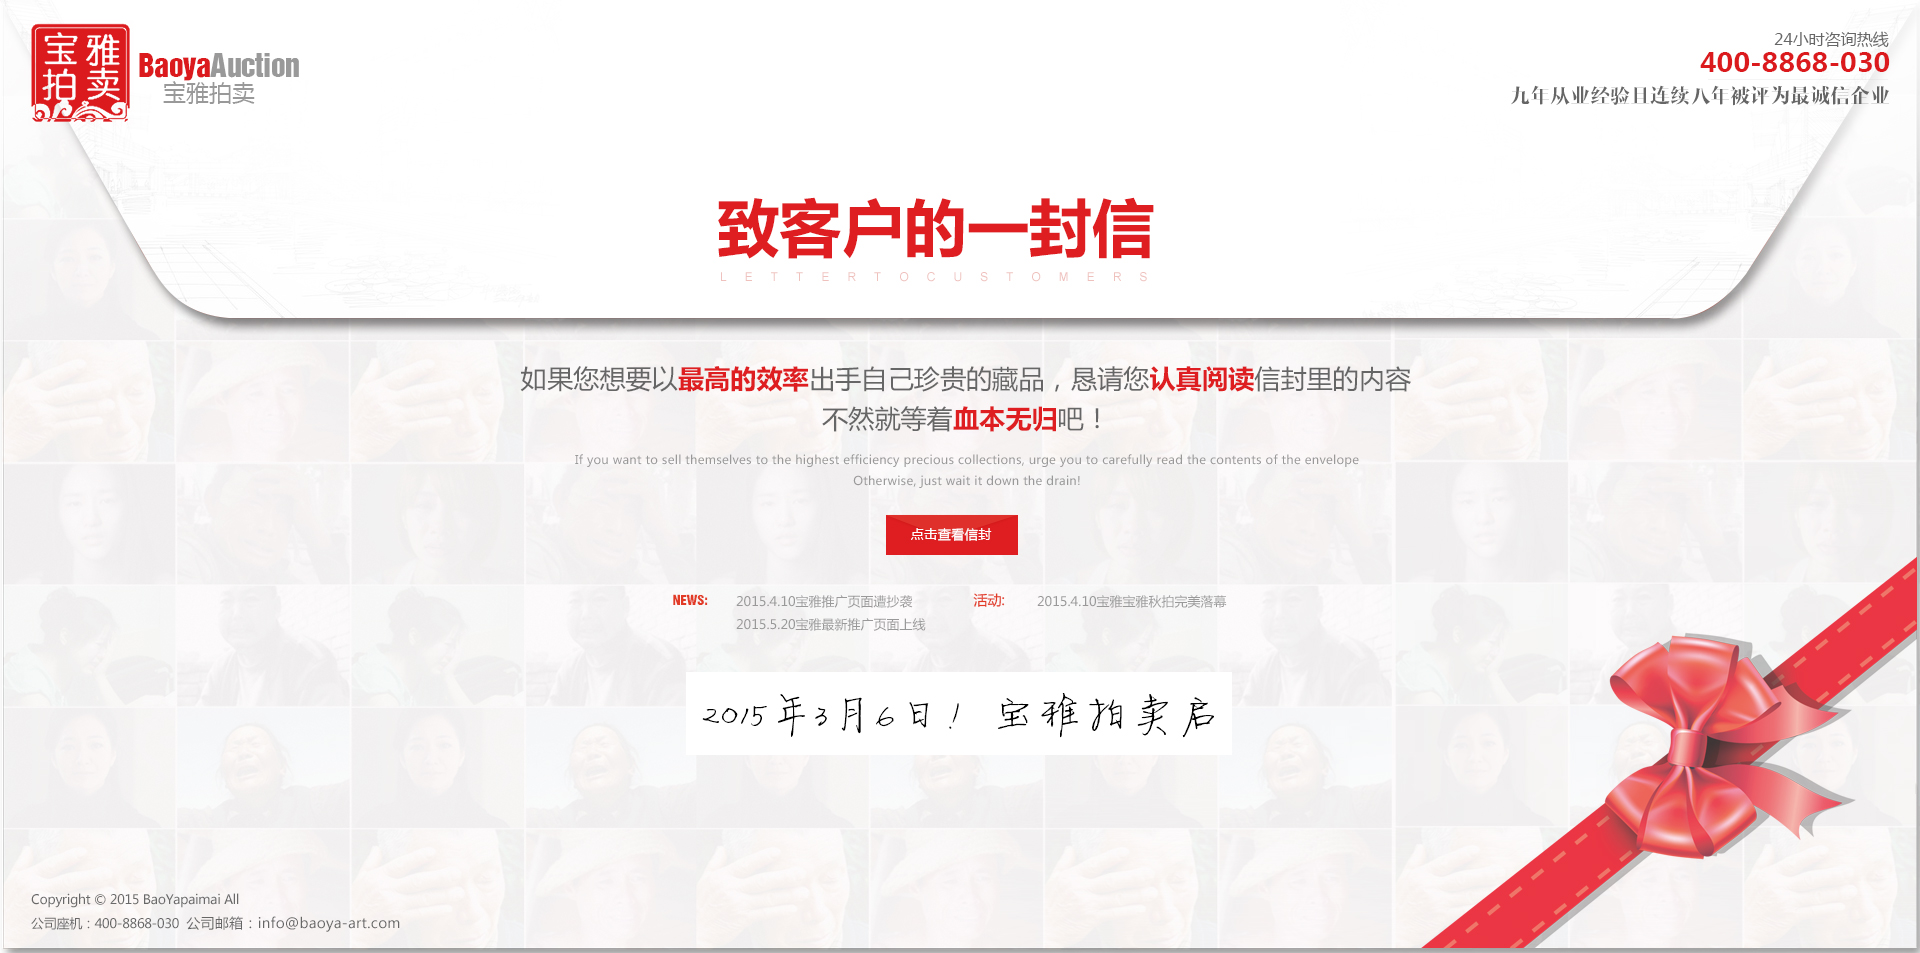 宝雅
拍卖
BaoyaAuction
宝雅拍卖
24小时咨询热线
400-8868-030
九年从业经验且连续八年被评为最诚信企业
致客户的一封信
LETTERTOCUSTOMERS
如果您想要以最高的效率出手自己珍贵的藏品，恳请您认真阅读信封里的内容
不然就等着血本无归吧！
If you want to sell themselves to the highest efficiency precious collections, urge you to carefully read the contents of the envelope
Otherwise, just wait it down the drain!
点击查看信封
NEWS: 2015.4.10宝雅推广页面遭抄袭
2015.5.20宝雅最新推广页面上线
活动: 2015.4.10宝雅宝雅秋拍完美落幕
2015年3月6日！ 宝雅拍卖启
Copyright © 2015 BaoYapaimai All
公司座机：400-8868-030 公司邮箱：info@baoya-art.com